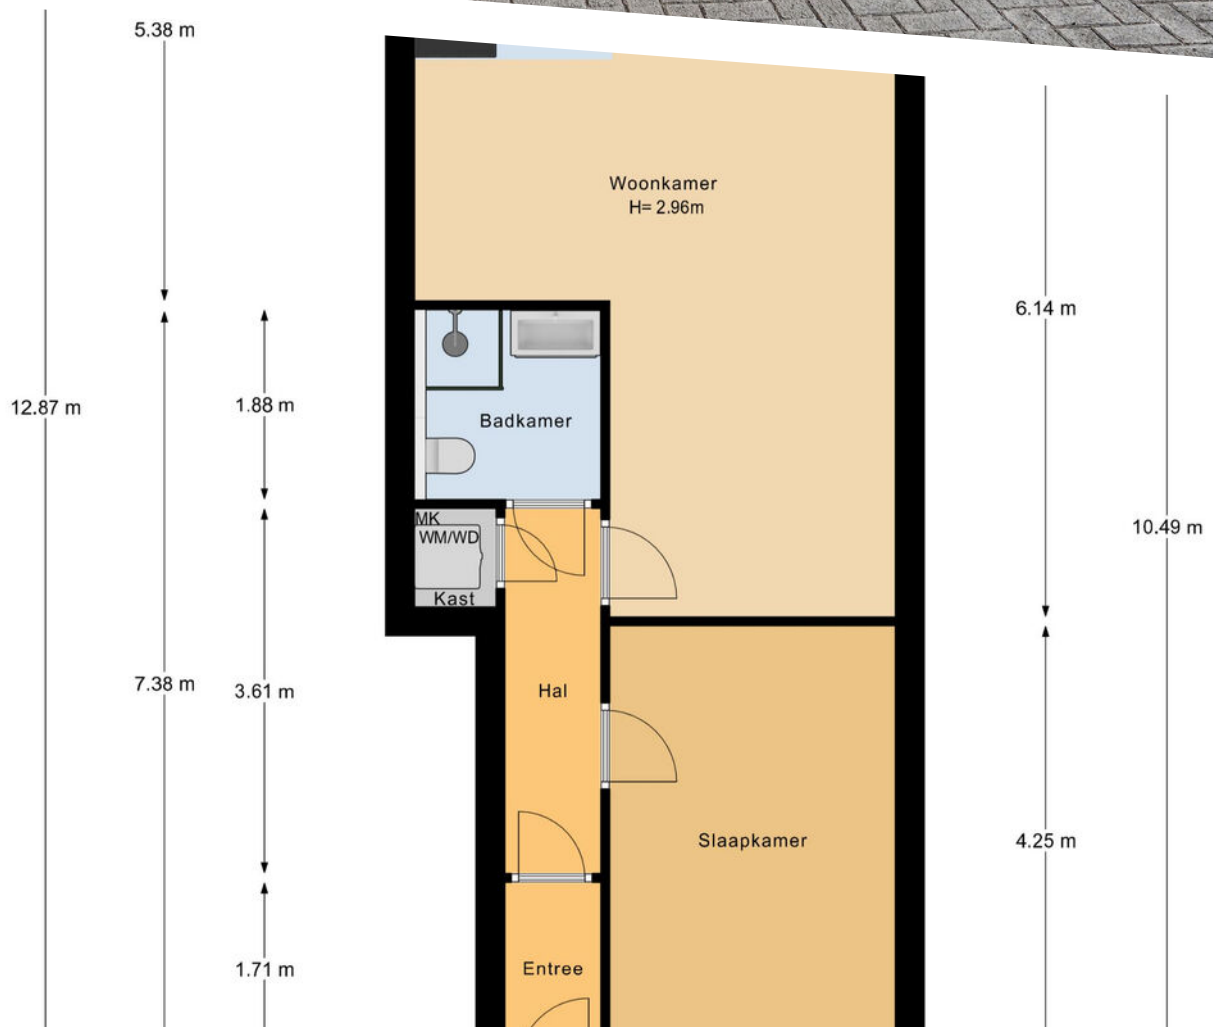 5.38 m
Woonkamer
H= 2.96m
6.14 m
12.87 m
1.88 m
Badkamer
MK
WM/WD
10.49 m
Kast
7.38 m
3.61 m
Hal
Slaapkamer
4.25 m
1.71 m
Entree